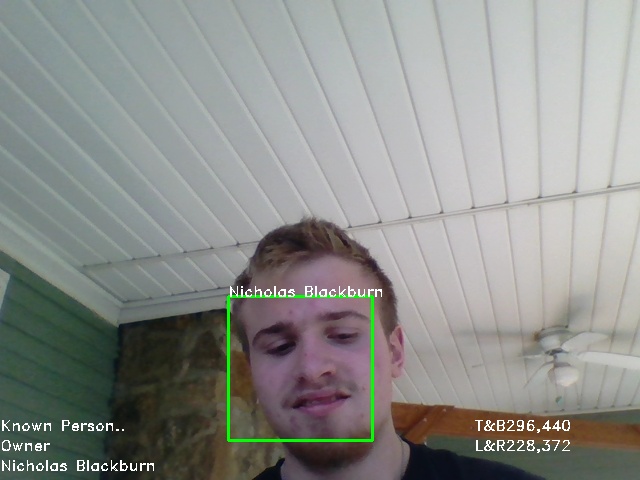 Nicholas Blackburn
Known Person..
Owner
Nicholas Blackburn
T&B296,440
L&R228,372